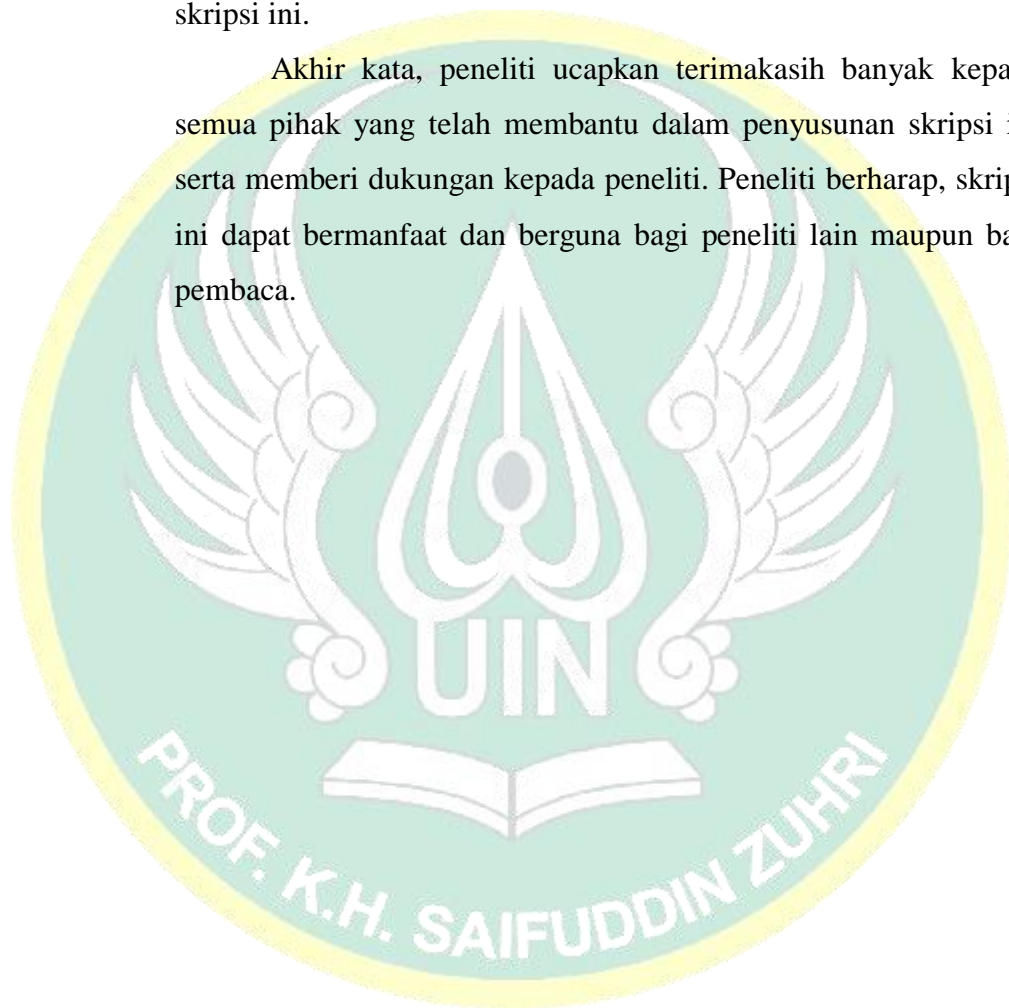 skripsi ini.
Akhir kata, peneliti ucapkan terimakasih banyak kepa
semua pihak yang telah membantu dalam penyusunan skripsi i
serta memberi dukungan kepada peneliti. Peneliti berharap, skrip
ini dapat bermanfaat dan berguna bagi peneliti lain maupun ba
pembaca.
UIN
PROF. K.H. SAIFUDDIN ZUHRI